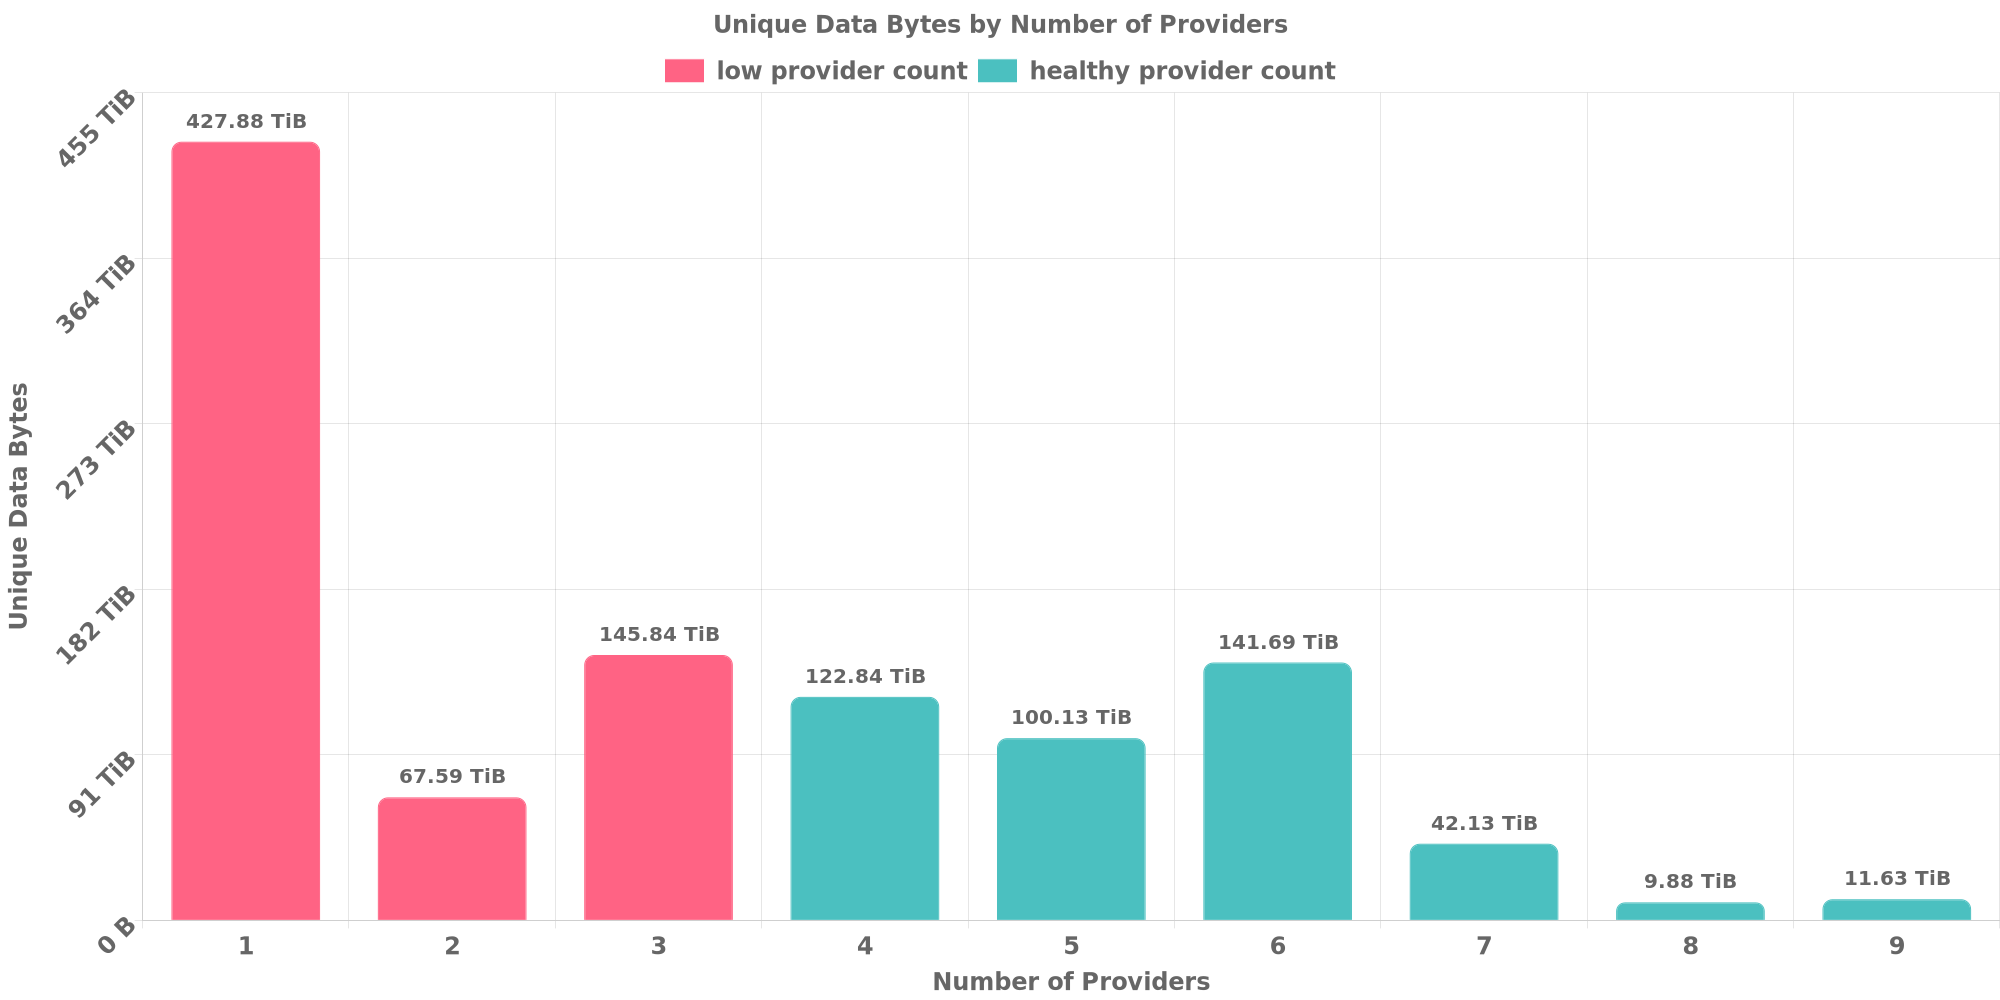 Unique Data Bytes by Number of Providers
low provider count healthy provider count
455 TiB
364 TiB
273 TiB
182 TiB
91 TiB
0 B
Unique Data Bytes
427.88 TiB
67.59 TiB
145.84 TiB
122.84 TiB
100.13 TiB
141.69 TiB
42.13 TiB
9.88 TiB
11.63 TiB
1 2 3 4 5 6 7 8 9
Number of Providers